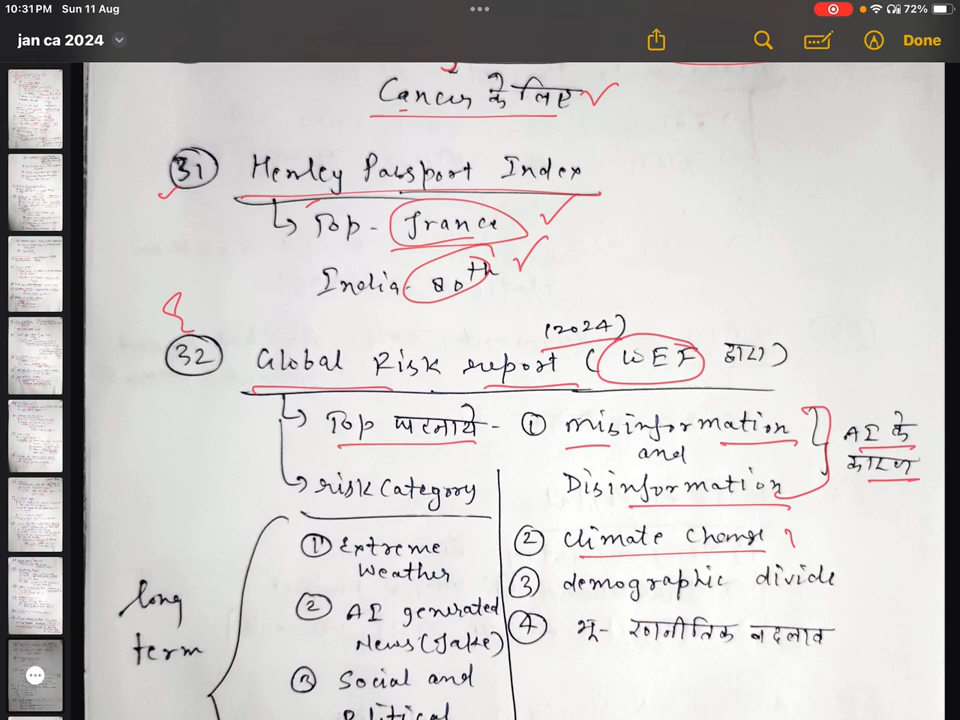 10:31 PM Sun 11 Aug
72%
jan ca 2024
Done
Cancer के लिए
31 Henley Passport Index
Top - france
India - 80th
(2024)
32 Global Risk report (WEF द्वारा)
Top घटनायें - ① misinformation
and
Disinformation
AI के
कारण
risk Category
① Extreme
Weather
② AI generated
News (fake)
③ Social and
Political
long
term
② climate change
③ demographic divide
④ भू- रणनीतिक बदलाव